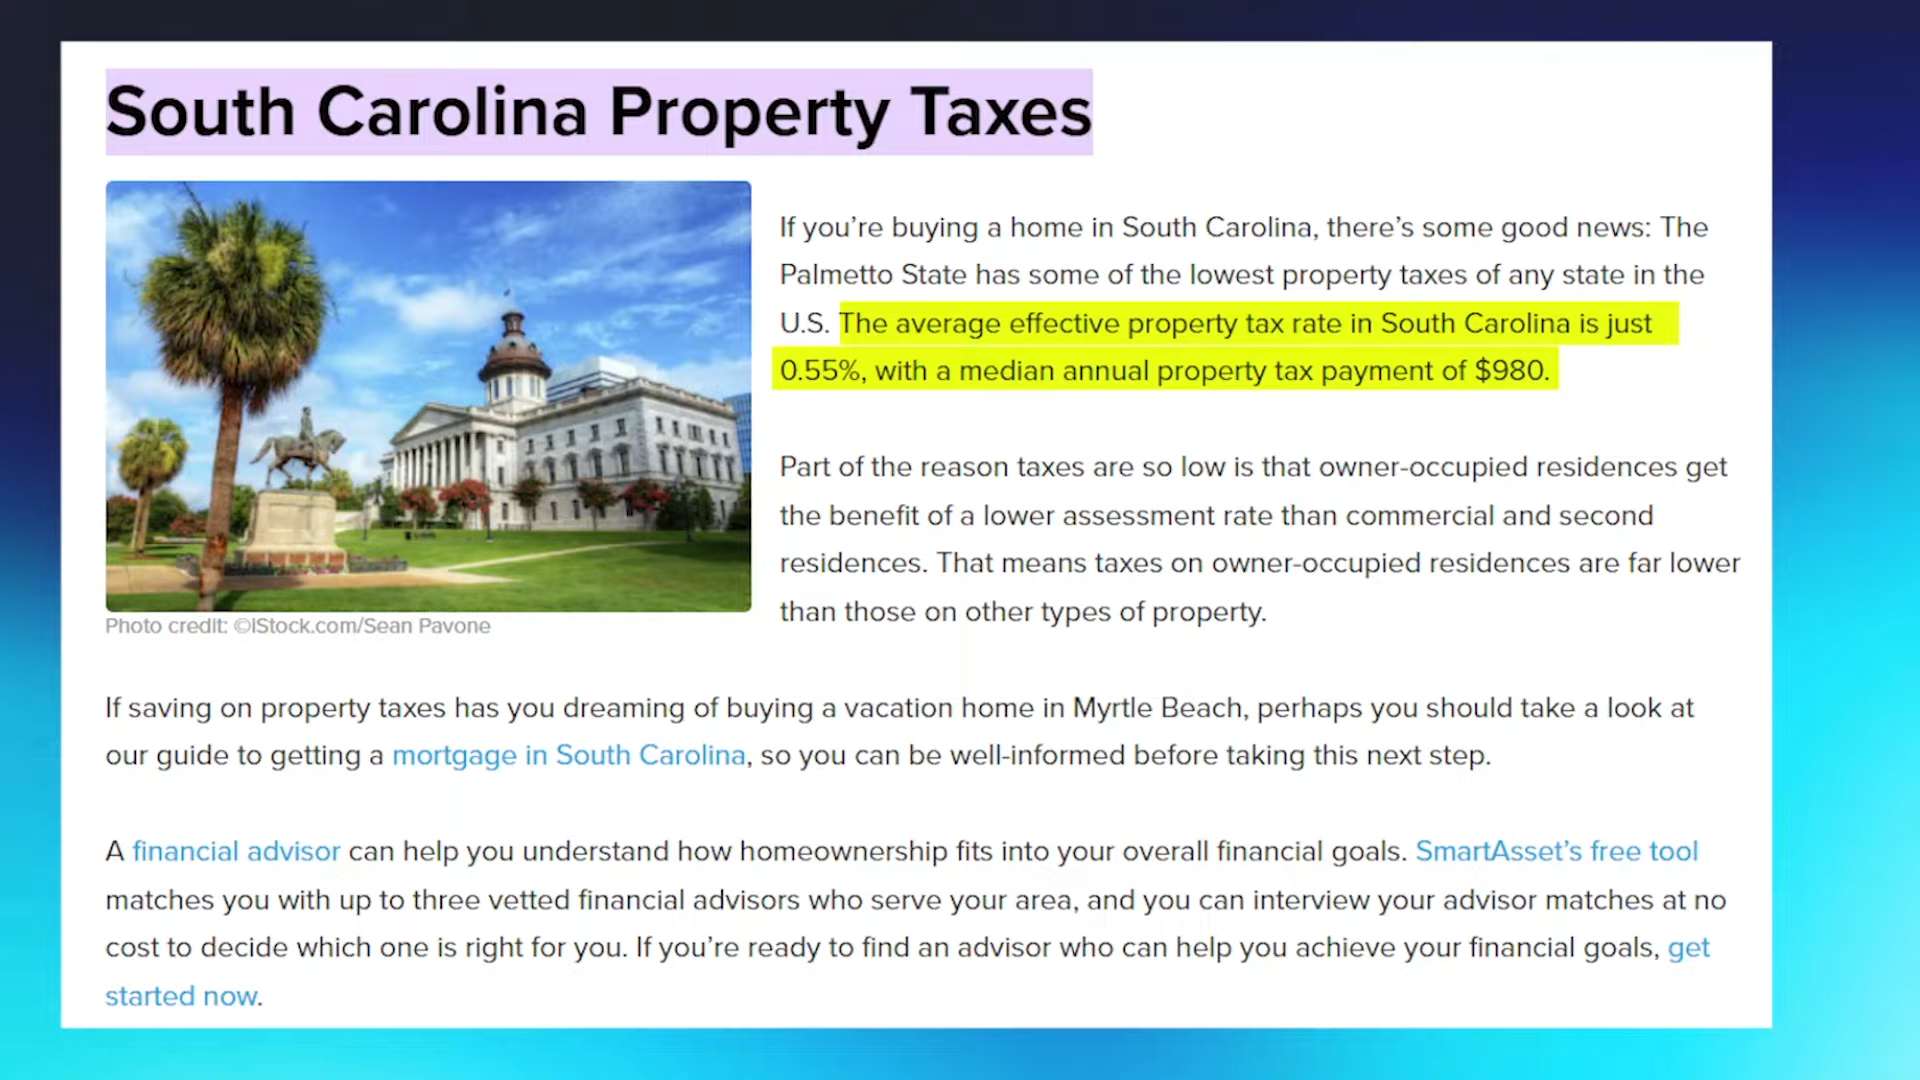 South Carolina Property Taxes
If you’re buying a home in South Carolina, there’s some good news: The
Palmetto State has some of the lowest property taxes of any state in the
U.S. The average effective property tax rate in South Carolina is just
0.55%, with a median annual property tax payment of $980.
Part of the reason taxes are so low is that owner-occupied residences get
the benefit of a lower assessment rate than commercial and second
residences. That means taxes on owner-occupied residences are far lower
than those on other types of property.
Photo credit: ©iStock.com/Sean Pavone
If saving on property taxes has you dreaming of buying a vacation home in Myrtle Beach, perhaps you should take a look at
our guide to getting a mortgage in South Carolina, so you can be well-informed before taking this next step.
A financial advisor can help you understand how homeownership fits into your overall financial goals. SmartAsset’s free tool
matches you with up to three vetted financial advisors who serve your area, and you can interview your advisor matches at no
cost to decide which one is right for you. If you’re ready to find an advisor who can help you achieve your financial goals, get
started now.